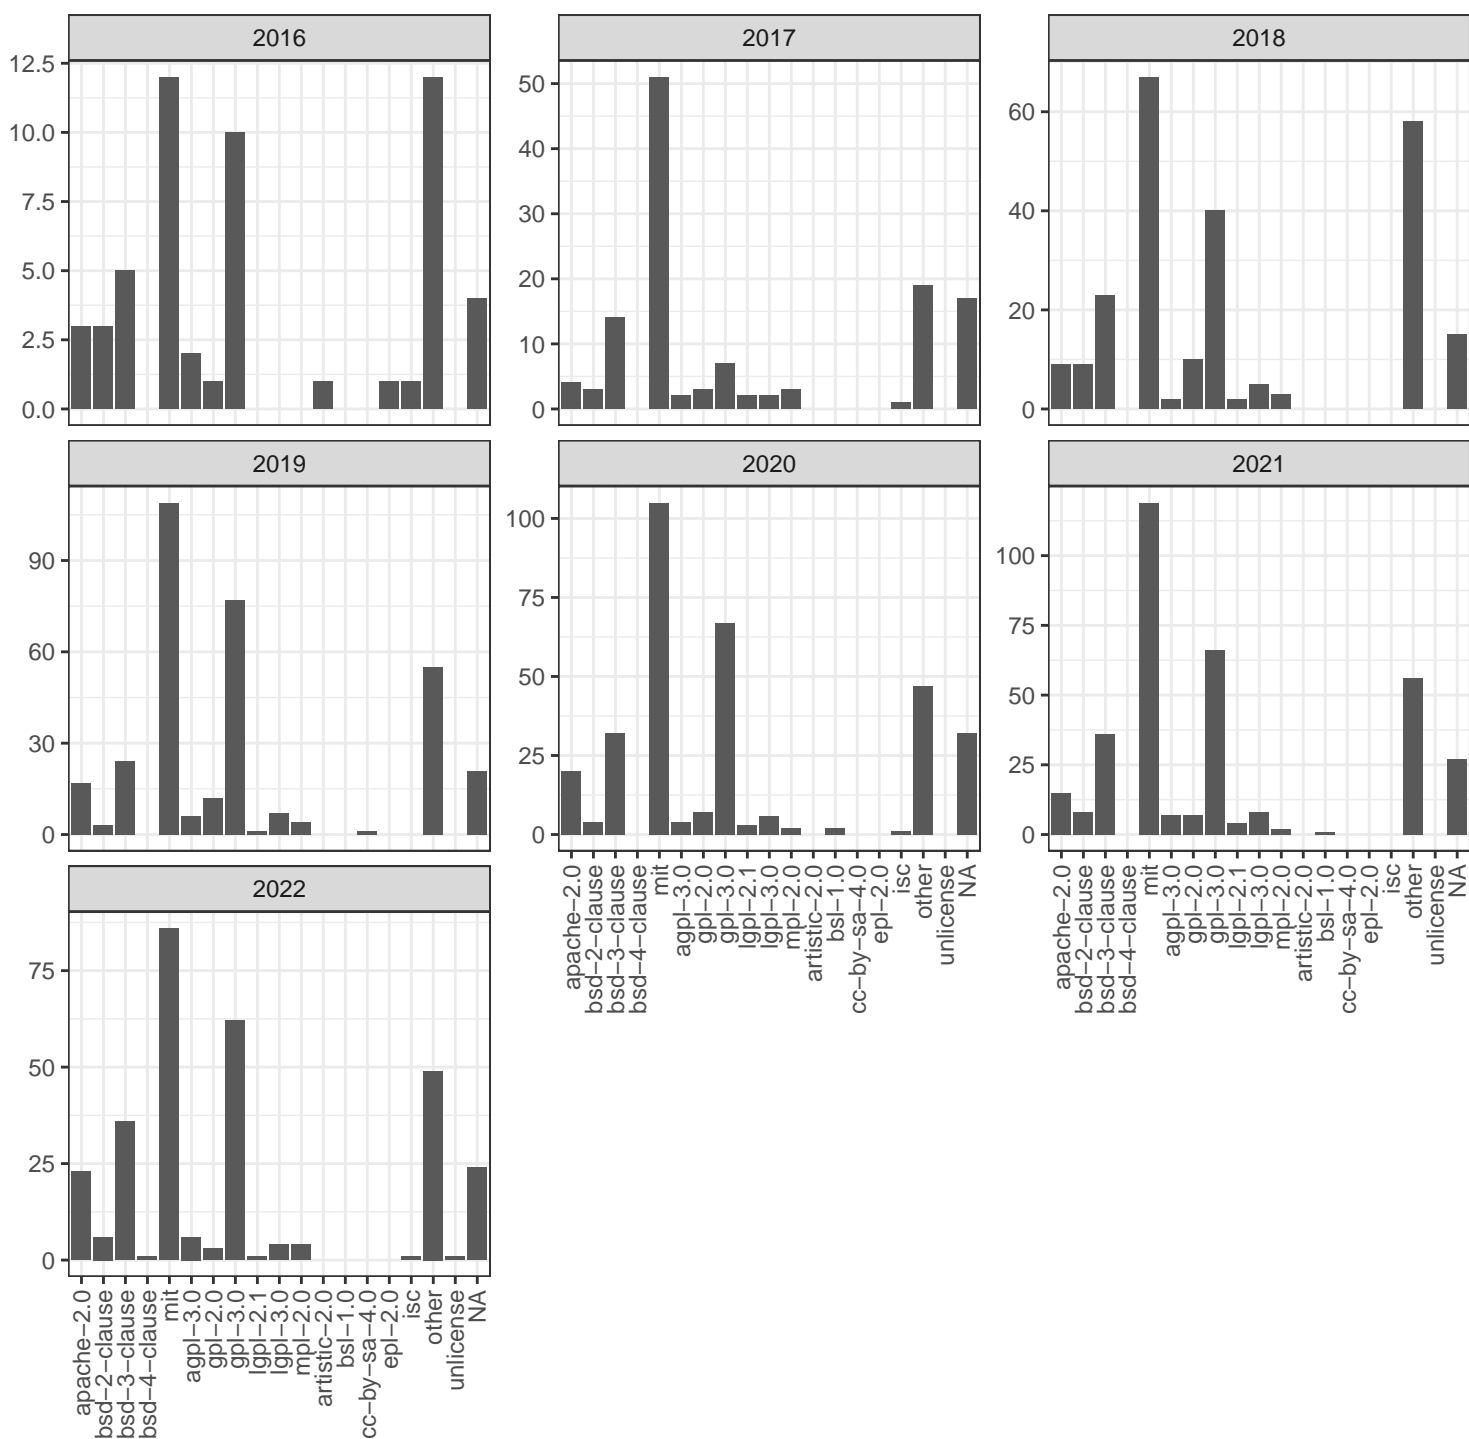 2016
2017
2018
12.5
10.0
7.5
5.0
2.5
0.0
50
40
30
20
10
0
60
40
20
0
2019
2020
2021
90
60
30
0
100
75
50
25
0
100
75
50
25
0
apache−2.0
bsd−2−clause
bsd−3−clause
bsd−4−clause
mit
agpl−3.0
gpl−2.0
gpl−3.0
lgpl−2.1
lgpl−3.0
mpl−2.0
artistic−2.0
bsl−1.0
cc−by−sa−4.0
epl−2.0
isc
other
unlicense
NA
apache−2.0
bsd−2−clause
bsd−3−clause
bsd−4−clause
mit
agpl−3.0
gpl−2.0
gpl−3.0
lgpl−2.1
lgpl−3.0
mpl−2.0
artistic−2.0
bsl−1.0
cc−by−sa−4.0
epl−2.0
isc
other
unlicense
NA
2022
75
50
25
0
apache−2.0
bsd−2−clause
bsd−3−clause
bsd−4−clause
mit
agpl−3.0
gpl−2.0
gpl−3.0
lgpl−2.1
lgpl−3.0
mpl−2.0
artistic−2.0
bsl−1.0
cc−by−sa−4.0
epl−2.0
isc
other
unlicense
NA